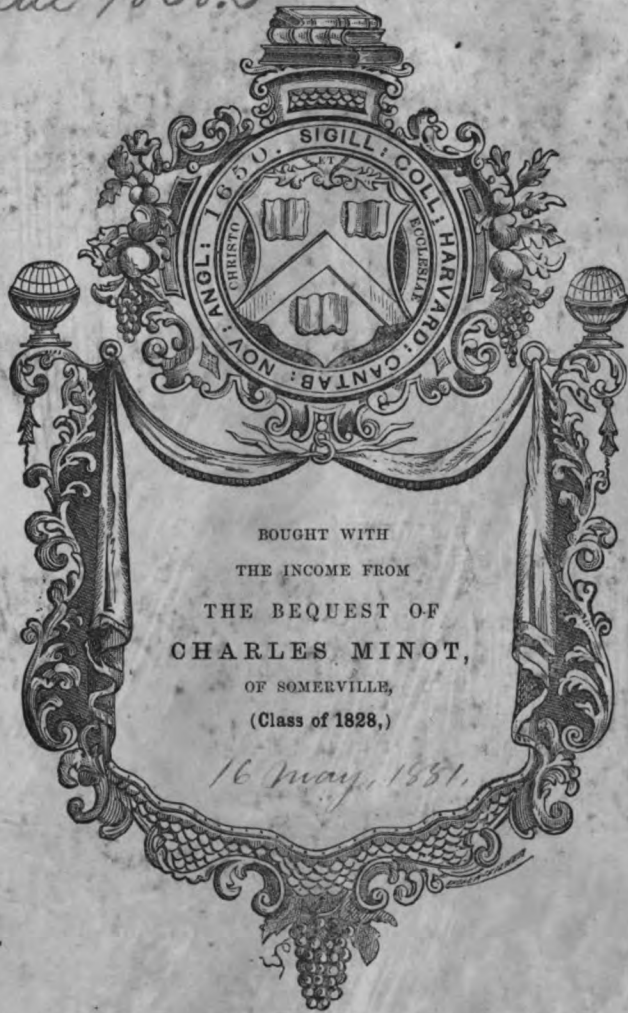 SIGILL: COLL: HARVARD: CANTAB: NOV: ANGL: 1650.
CHRISTO
ET
ECCLESIAE
BOUGHT WITH
THE INCOME FROM
THE BEQUEST OF
CHARLES MINOT,
OF SOMERVILLE,
(Class of 1828,)
16 May, 1881.